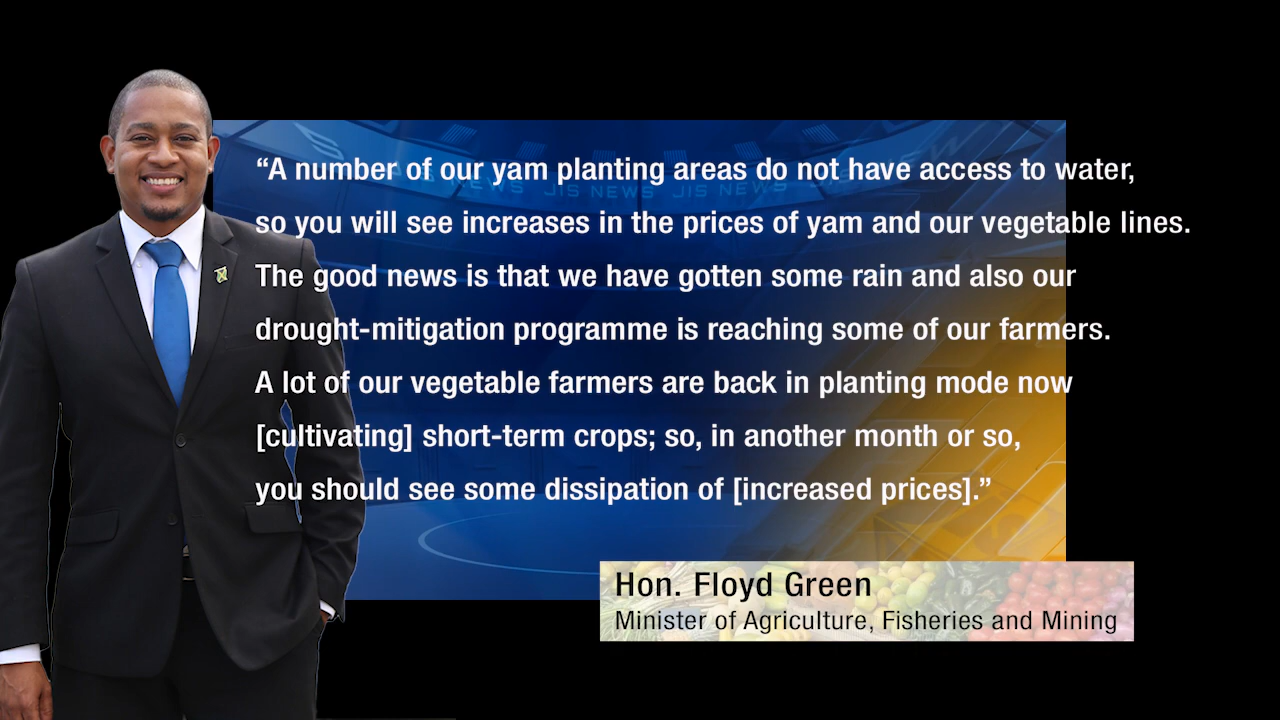 JIS NEWS JIS NEWS
“A number of our yam planting areas do not have access to water,
so you will see increases in the prices of yam and our vegetable lines.
The good news is that we have gotten some rain and also our
drought-mitigation programme is reaching some of our farmers.
A lot of our vegetable farmers are back in planting mode now
[cultivating] short-term crops; so, in another month or so,
you should see some dissipation of [increased prices].”
Hon. Floyd Green
Minister of Agriculture, Fisheries and Mining